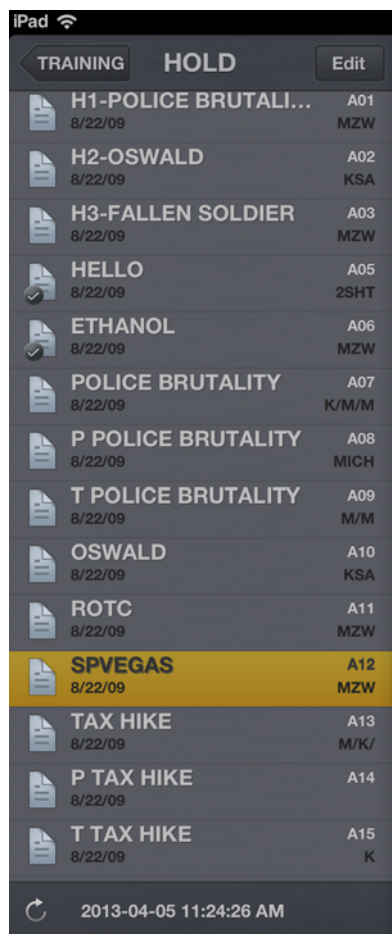 iPad
TRAINING HOLD Edit
H1-POLICE BRUTALI... A01
8/22/09 MZW
H2-OSWALD A02
8/22/09 KSA
H3-FALLEN SOLDIER A03
8/22/09 MZW
HELLO A05
8/22/09 2SHT
ETHANOL A06
8/22/09 MZW
POLICE BRUTALITY A07
8/22/09 K/M/M
P POLICE BRUTALITY A08
8/22/09 MICH
T POLICE BRUTALITY A09
8/22/09 M/M
OSWALD A10
8/22/09 KSA
ROTC A11
8/22/09 MZW
SPVEGAS A12
8/22/09 MZW
TAX HIKE A13
8/22/09 M/K/
P TAX HIKE A14
8/22/09
T TAX HIKE A15
8/22/09 K
2013-04-05 11:24:26 AM